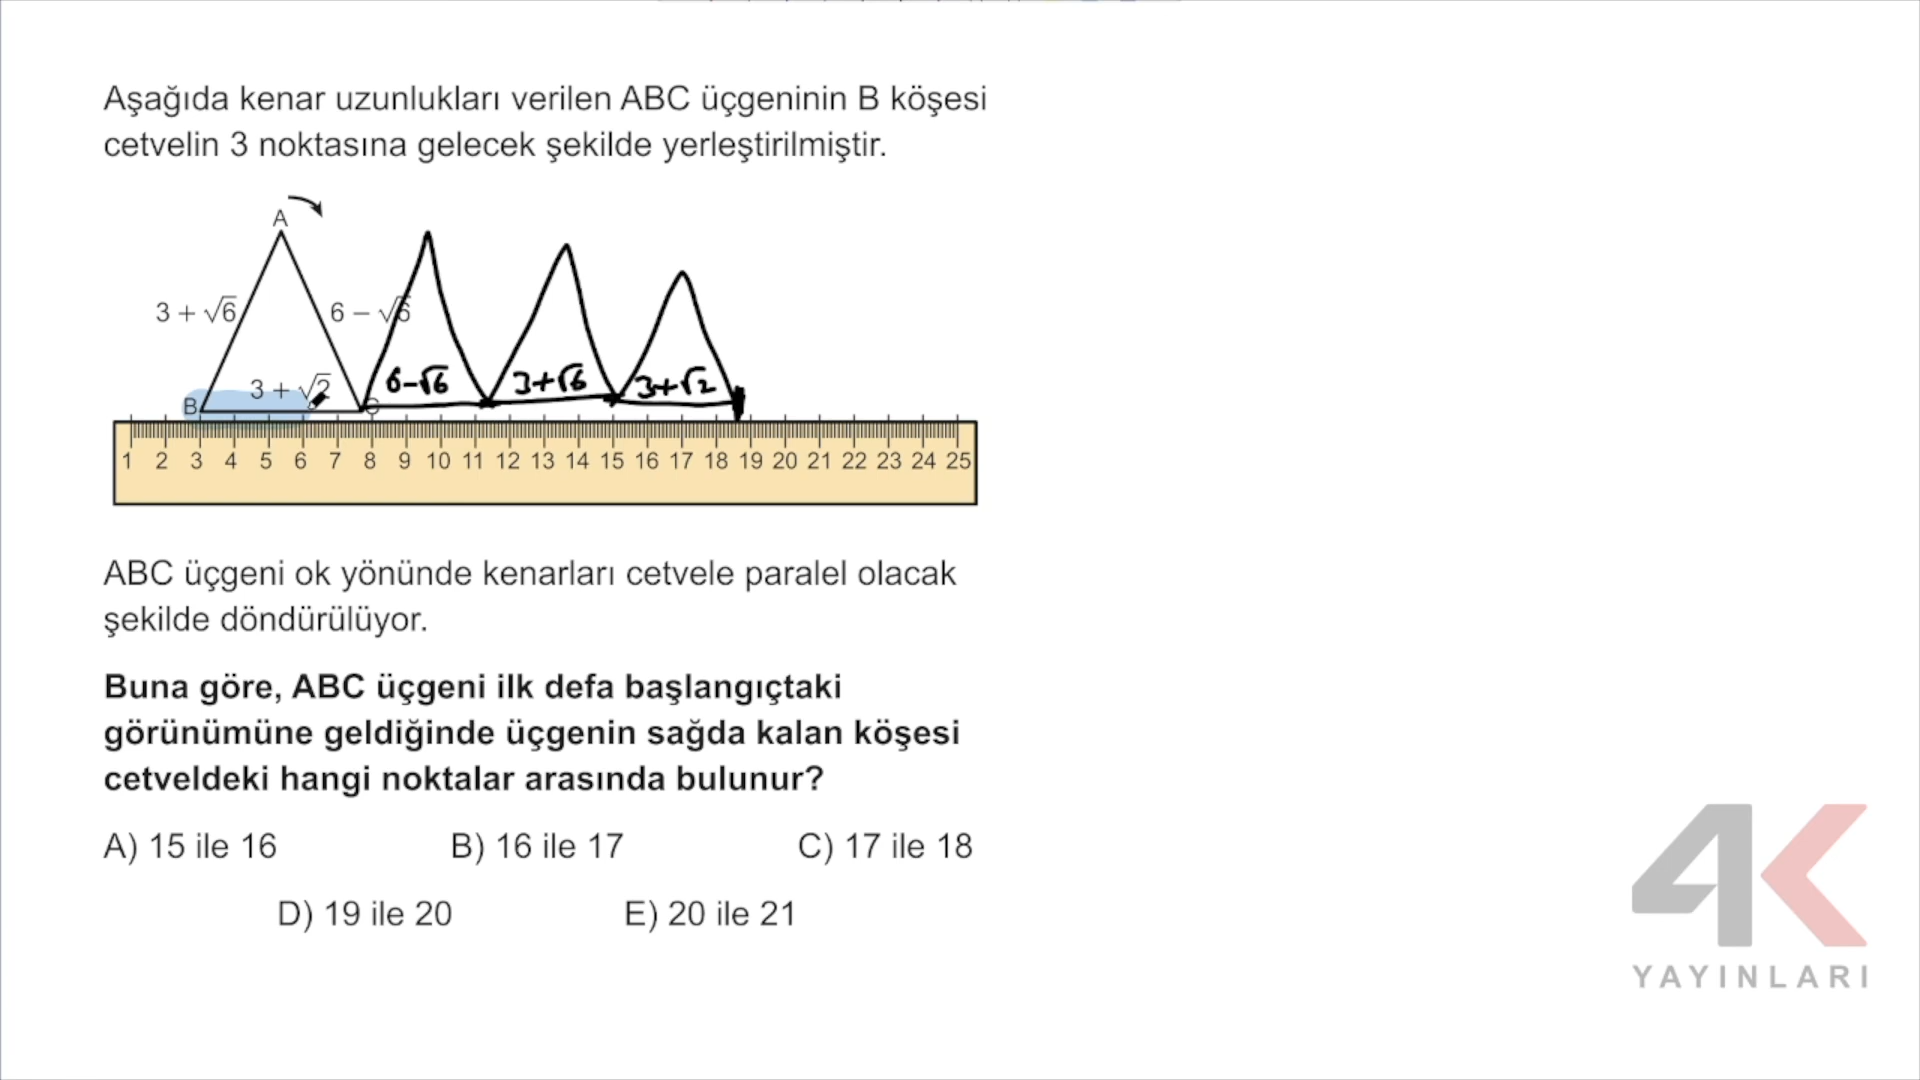 Aşağıda kenar uzunlukları verilen ABC üçgeninin B köşesi
cetvelin 3 noktasına gelecek şekilde yerleştirilmiştir.
A
3 + √6
6 − √6
3 + √2
6-√6
3+√6
3+√2
B
C
1 2 3 4 5 6 7 8 9 10 11 12 13 14 15 16 17 18 19 20 21 22 23 24 25
ABC üçgeni ok yönünde kenarları cetvele paralel olacak
şekilde döndürülüyor.
Buna göre, ABC üçgeni ilk defa başlangıçtaki
görünümüne geldiğinde üçgenin sağda kalan köşesi
cetveldeki hangi noktalar arasında bulunur?
A) 15 ile 16
B) 16 ile 17
C) 17 ile 18
D) 19 ile 20
E) 20 ile 21
4K
YAYINLARI